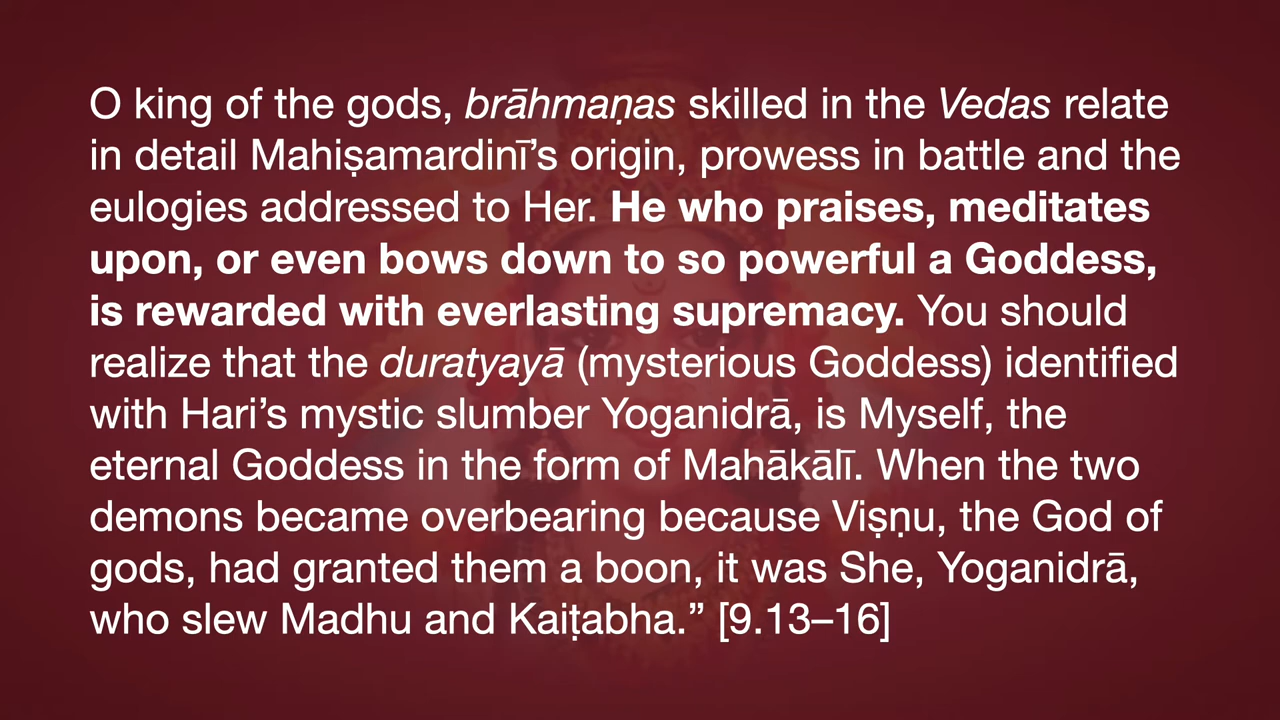 O king of the gods, brāhmaṇas skilled in the Vedas relate
in detail Mahiṣamardinī’s origin, prowess in battle and the
eulogies addressed to Her. He who praises, meditates
upon, or even bows down to so powerful a Goddess,
is rewarded with everlasting supremacy. You should
realize that the duratyayā (mysterious Goddess) identified
with Hari’s mystic slumber Yoganidrā, is Myself, the
eternal Goddess in the form of Mahākālī. When the two
demons became overbearing because Viṣṇu, the God of
gods, had granted them a boon, it was She, Yoganidrā,
who slew Madhu and Kaiṭabha.” [9.13–16]